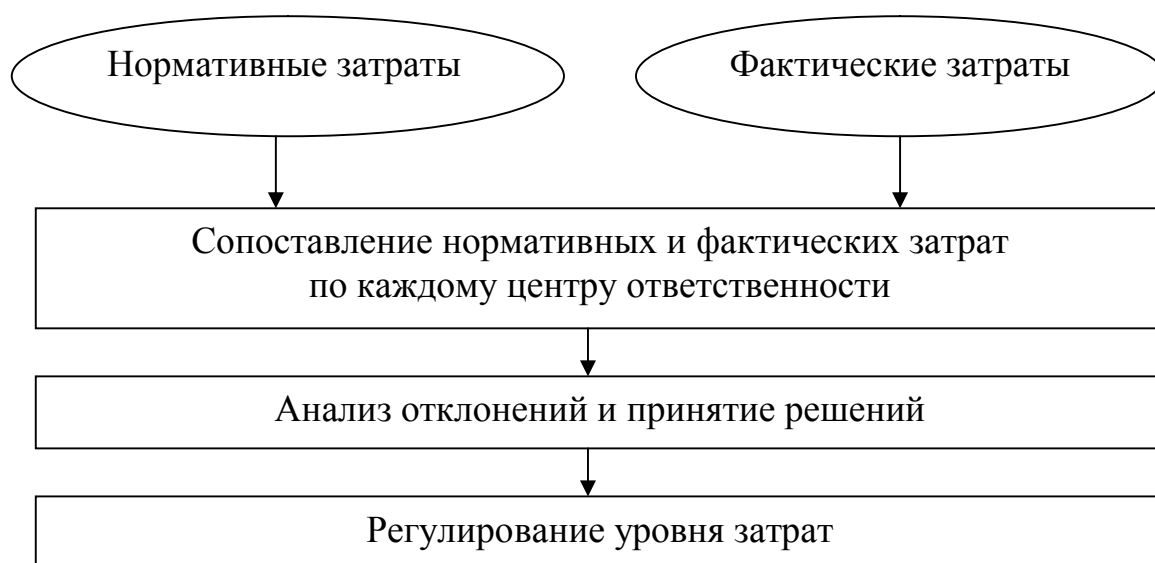 Нормативные затраты
Фактические затраты
Сопоставление нормативных и фактических затрат
по каждому центру ответственности
Анализ отклонений и принятие решений
Регулирование уровня затрат